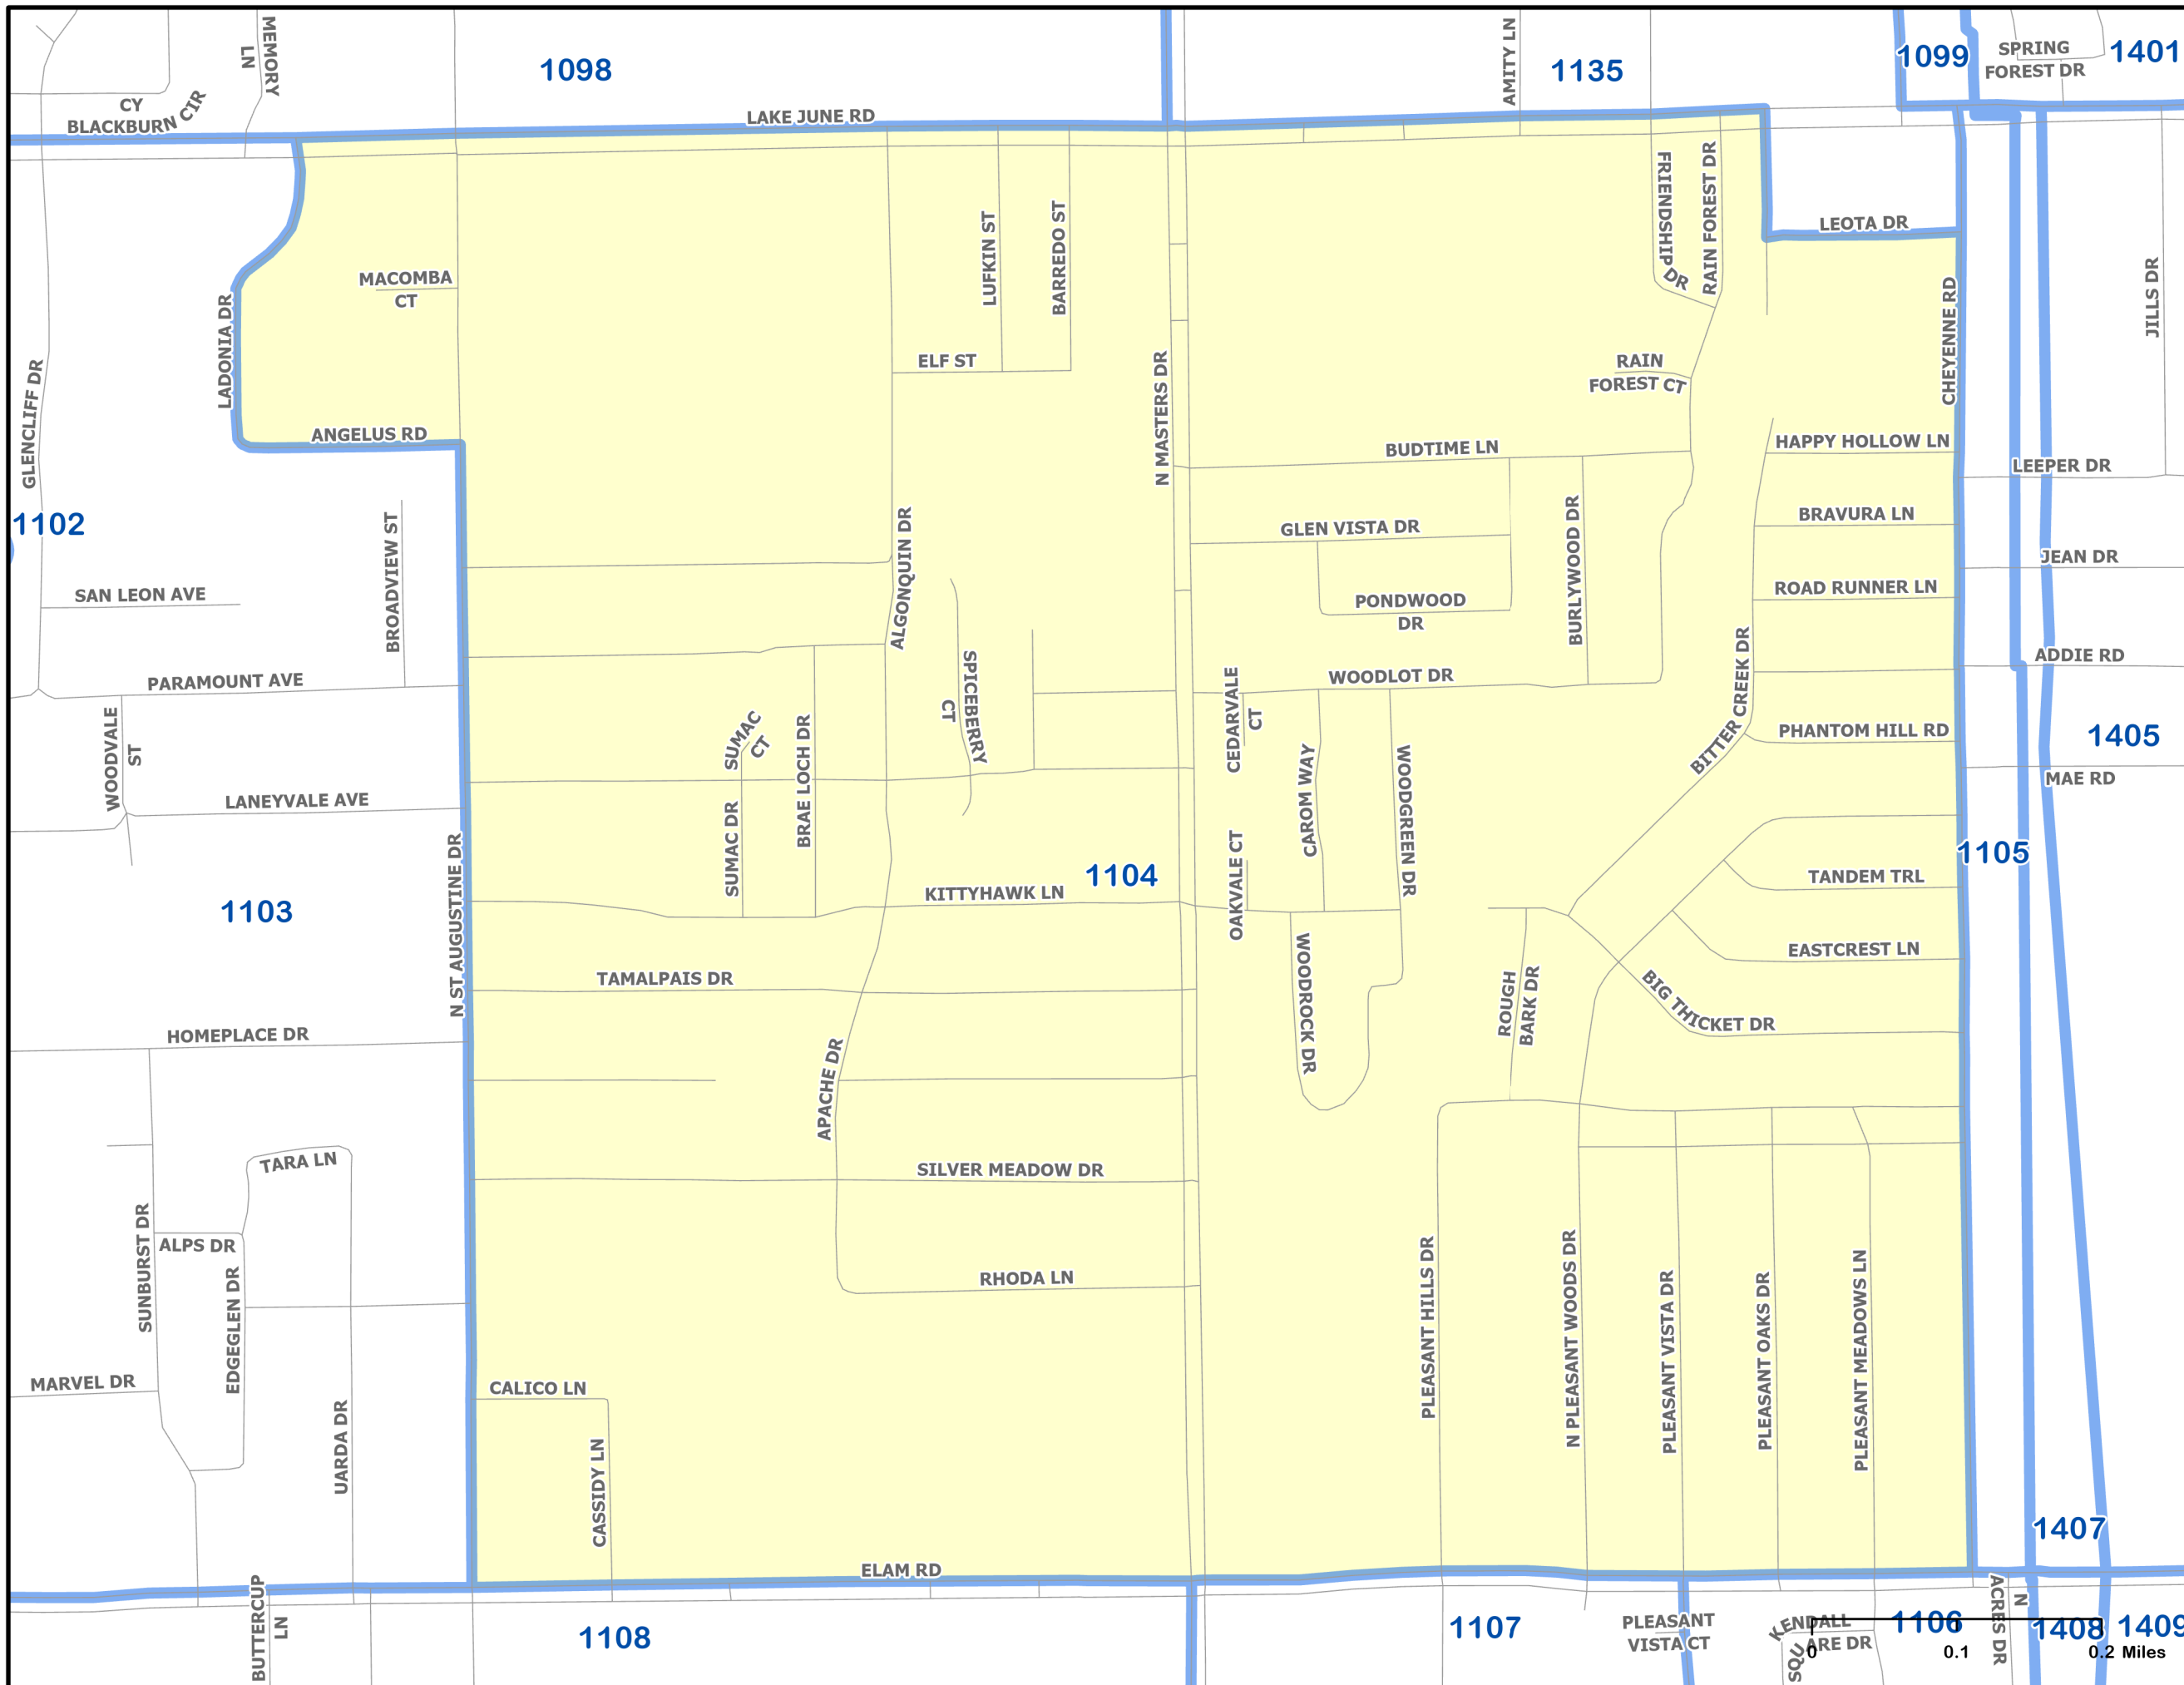 MEMORY
LN
1098
AMITY LN
1135
1099
SPRING
FOREST DR
1401
CY
BLACKBURN CIR
LAKE JUNE RD
FRIENDSHIP DR
RAIN FOREST DR
LEOTA DR
LUFKIN ST
BARREDO ST
MACOMBA
CT
LADONIA DR
JILLS DR
CHEYENNE RD
GLENCLIFF DR
ELF ST
N MASTERS DR
RAIN
FOREST CT
ANGELUS RD
BUDTIME LN
HAPPY HOLLOW LN
LEEPER DR
1102
BROADVIEW ST
ALGONQUIN DR
GLEN VISTA DR
BURLYWOOD DR
BRAVURA LN
JEAN DR
SAN LEON AVE
PONDWOOD
DR
ROAD RUNNER LN
ADDIE RD
PARAMOUNT AVE
SPICEBERRY
CT
CEDARVALE
CT
WOODLOT DR
BITTER CREEK DR
WOODVALE
ST
SUMAC
CT
BRAE LOCH DR
PHANTOM HILL RD
1405
MAE RD
CAROM WAY
WOODGREEN DR
LANEYVALE AVE
SUMAC DR
1104
1105
OAKVALE CT
TANDEM TRL
KITTYHAWK LN
1103
N ST AUGUSTINE DR
EASTCREST LN
TAMALPAIS DR
WOODROCK DR
ROUGH
BARK DR
BIG THICKET DR
HOMEPLACE DR
APACHE DR
TARA LN
SILVER MEADOW DR
SUNBURST DR
ALPS DR
EDGEGLEN DR
RHODA LN
PLEASANT HILLS DR
N PLEASANT WOODS DR
PLEASANT VISTA DR
PLEASANT OAKS DR
PLEASANT MEADOWS LN
MARVEL DR
CALICO LN
UARDA DR
CASSIDY LN
1407
ELAM RD
BUTTERCUP
LN
1108
1107
PLEASANT
VISTA CT
KENDALL
SQUARE DR
1106
N
ACRES DR
1408
1409
0
0.1
0.2 Miles